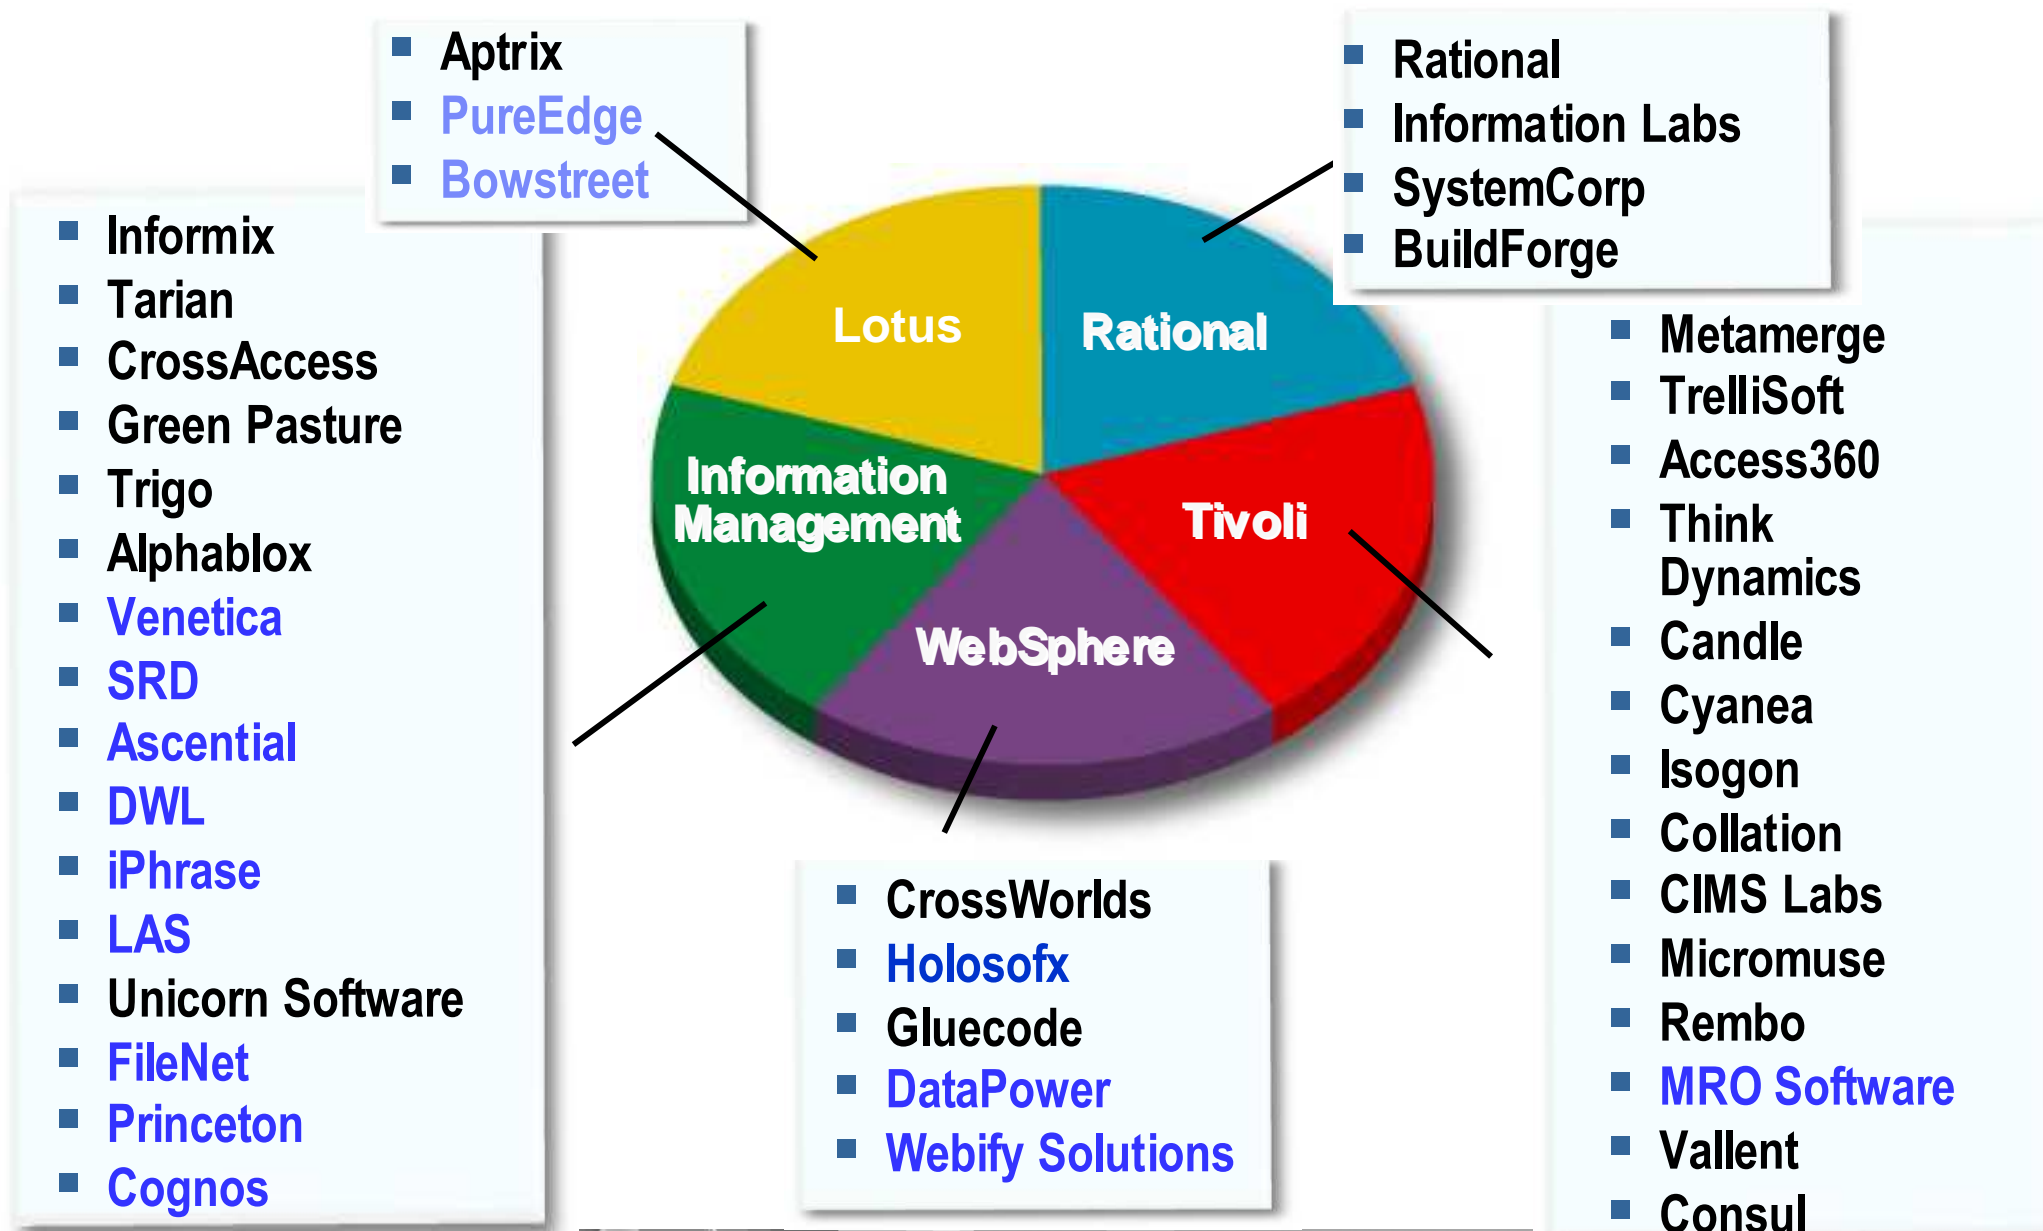 Aptrix
PureEdge
Bowstreet
Rational
Information Labs
SystemCorp
BuildForge
Informix
Tarian
CrossAccess
Green Pasture
Trigo
Alphablox
Venetica
SRD
Ascential
DWL
iPhrase
LAS
Unicorn Software
FileNet
Princeton
Cognos
Lotus
Rational
Information
Management
Tivoli
WebSphere
CrossWorlds
Holosofx
Gluecode
DataPower
Webify Solutions
Metamerge
TrelliSoft
Access360
Think
Dynamics
Candle
Cyanea
Isogon
Collation
CIMS Labs
Micromuse
Rembo
MRO Software
Vallent
Consul